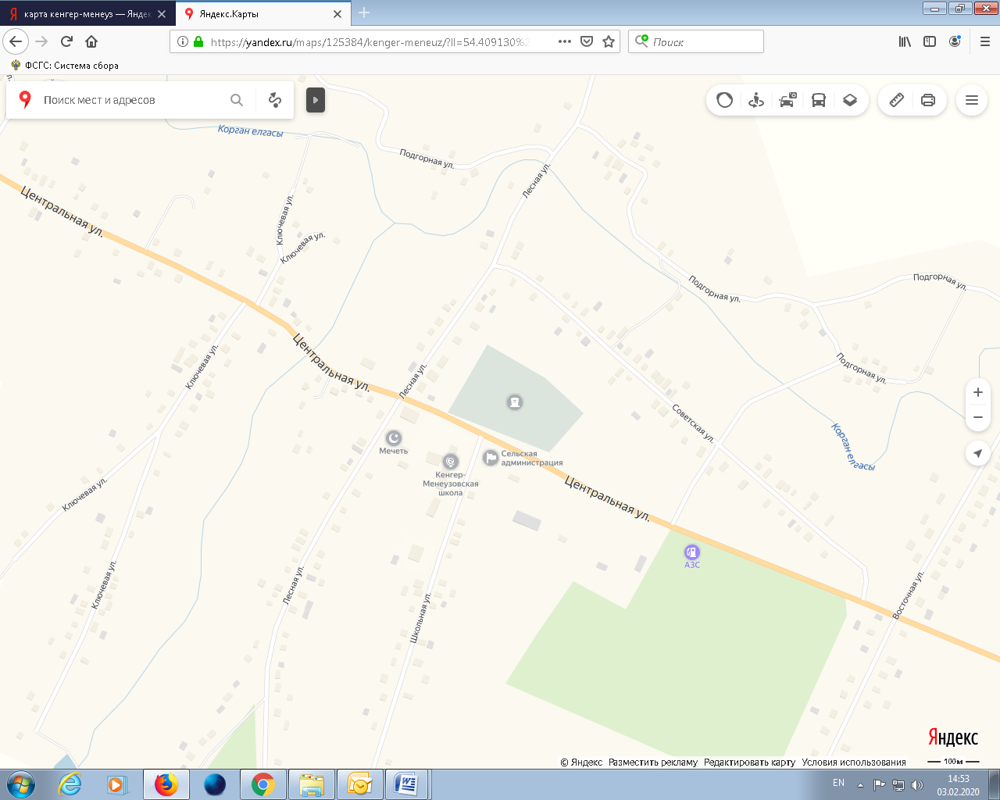 карта кенгер-менеуз — Яндек
Яндекс.Карты
https://yandex.ru/maps/125384/kenger-meneuz/?ll=54.409130%2
Поиск
ФСГС: Система сбора
Поиск мест и адресов
Корган елгасы
Подгорная ул.
Лесная ул.
Центральная ул.
Ключевая ул.
Ключевая ул.
Подгорная ул.
Подгорная ул.
Центральная ул.
Ключевая ул.
Лесная ул.
Подгорная ул.
Советская ул.
Корган елгасы
Мечеть
Сельская
администрация
Кенгер-
Менеузовская
школа
Ключевая ул.
Центральная ул.
АЗС
Ключевая ул.
Лесная ул.
Школьная ул.
Восточная ул.
Яндекс
© Яндекс Разместить рекламу Редактировать карту Условия использования
100 м
EN
14:53
03.02.2020